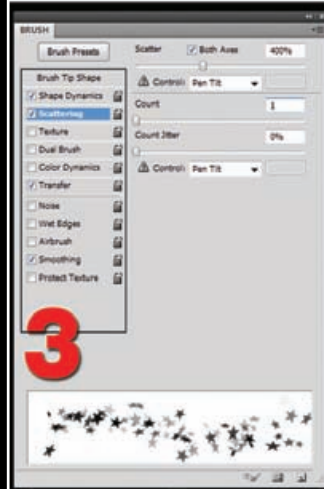 BRUSH
Brush Presets
Scatter Both Axes 400%
Brush Tip Shape
Control: Pen Tilt
Shape Dynamics
Scattering
Count 1
Texture
Dual Brush
Count Jitter 0%
Color Dynamics
Control: Pen Tilt
Transfer
Noise
Wet Edges
Airbrush
Smoothing
Protect Texture
3